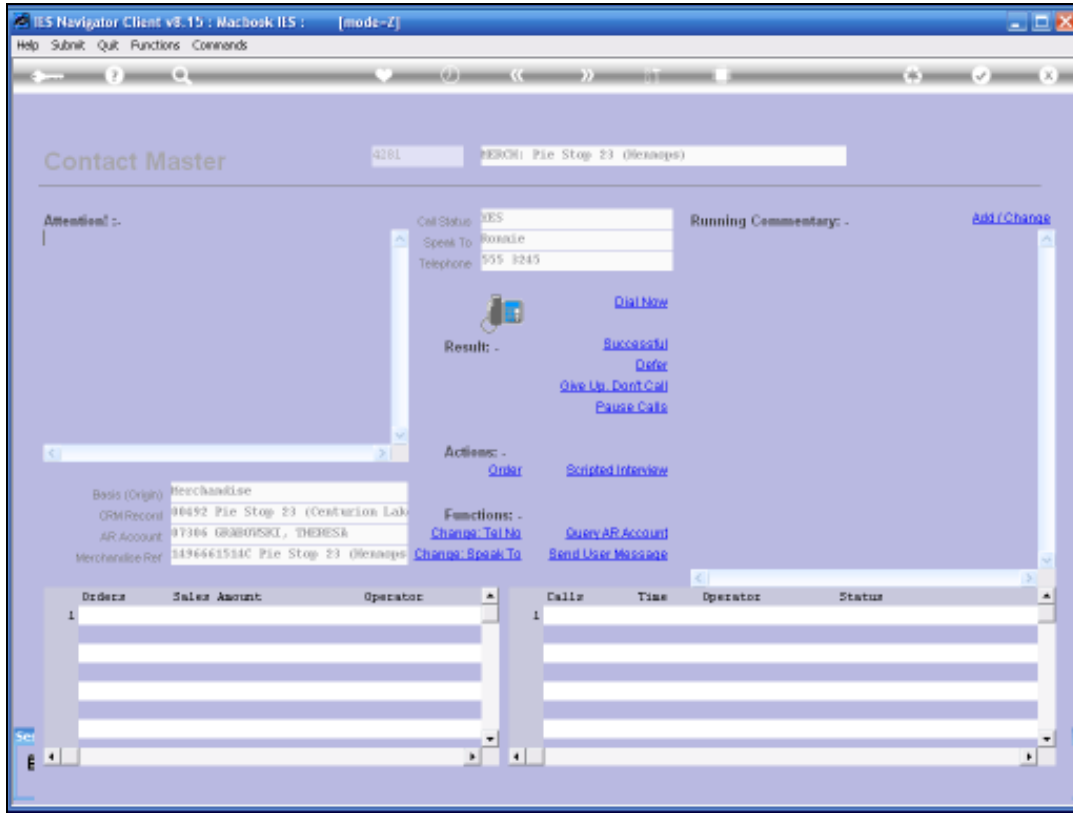 IES Navigator Client v8.1b : Macbook IES : [mode=Z]
Help Submit Quit Functions Commands
Contact Master
4281
MERCH: Pie Stop 23 (Hennops)
Attention! :-
Call Status YES
Speak To Ronnie
Telephone 555 3245
Running Commentary: -
Add / Change
Dial Now
Result: -
Successful
Defer
Give Up, Don't Call
Pause Calls
Actions: -
Order
Scripted Interview
Basis (Origin) Merchandise
CRM Record 00492 Pie Stop 23 (Centurion Lak
AR Account 07306 GRABOWSKI, THERESA
Merchandise Ref 1496661514C Pie Stop 23 (Hennops
Functions: -
Change: Tel No
Query AR Account
Change: Speak To
Send User Message
Orders Sales Amount Operator
1
Calls Time Operator Status
1